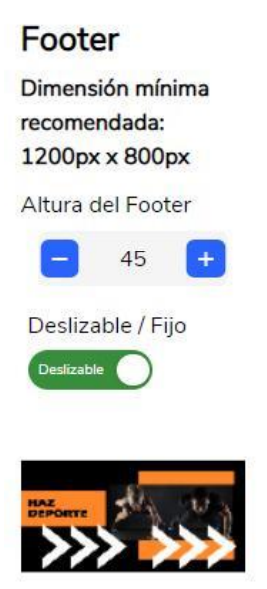 Footer
Dimensión mínima
recomendada:
1200px x 800px
Altura del Footer
− 45 +
Deslizable / Fijo
Deslizable
HAZ
DEPORTE